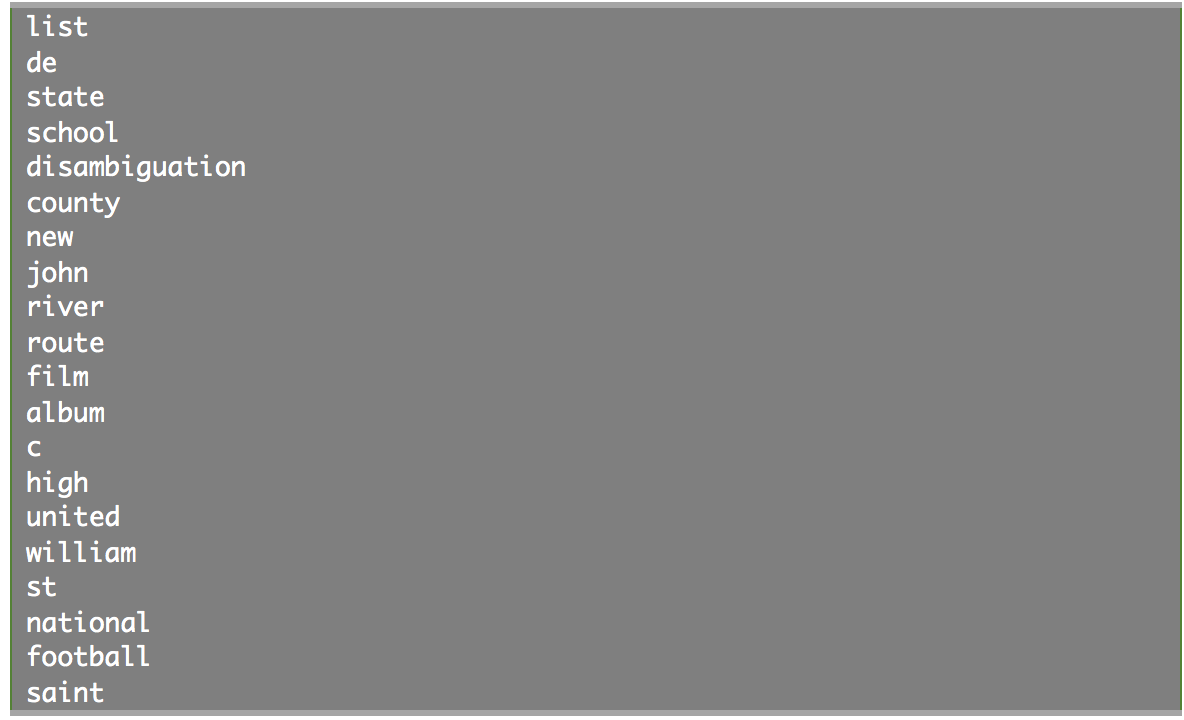 list
de
state
school
disambiguation
county
new
john
river
route
film
album
c
high
united
william
st
national
football
saint